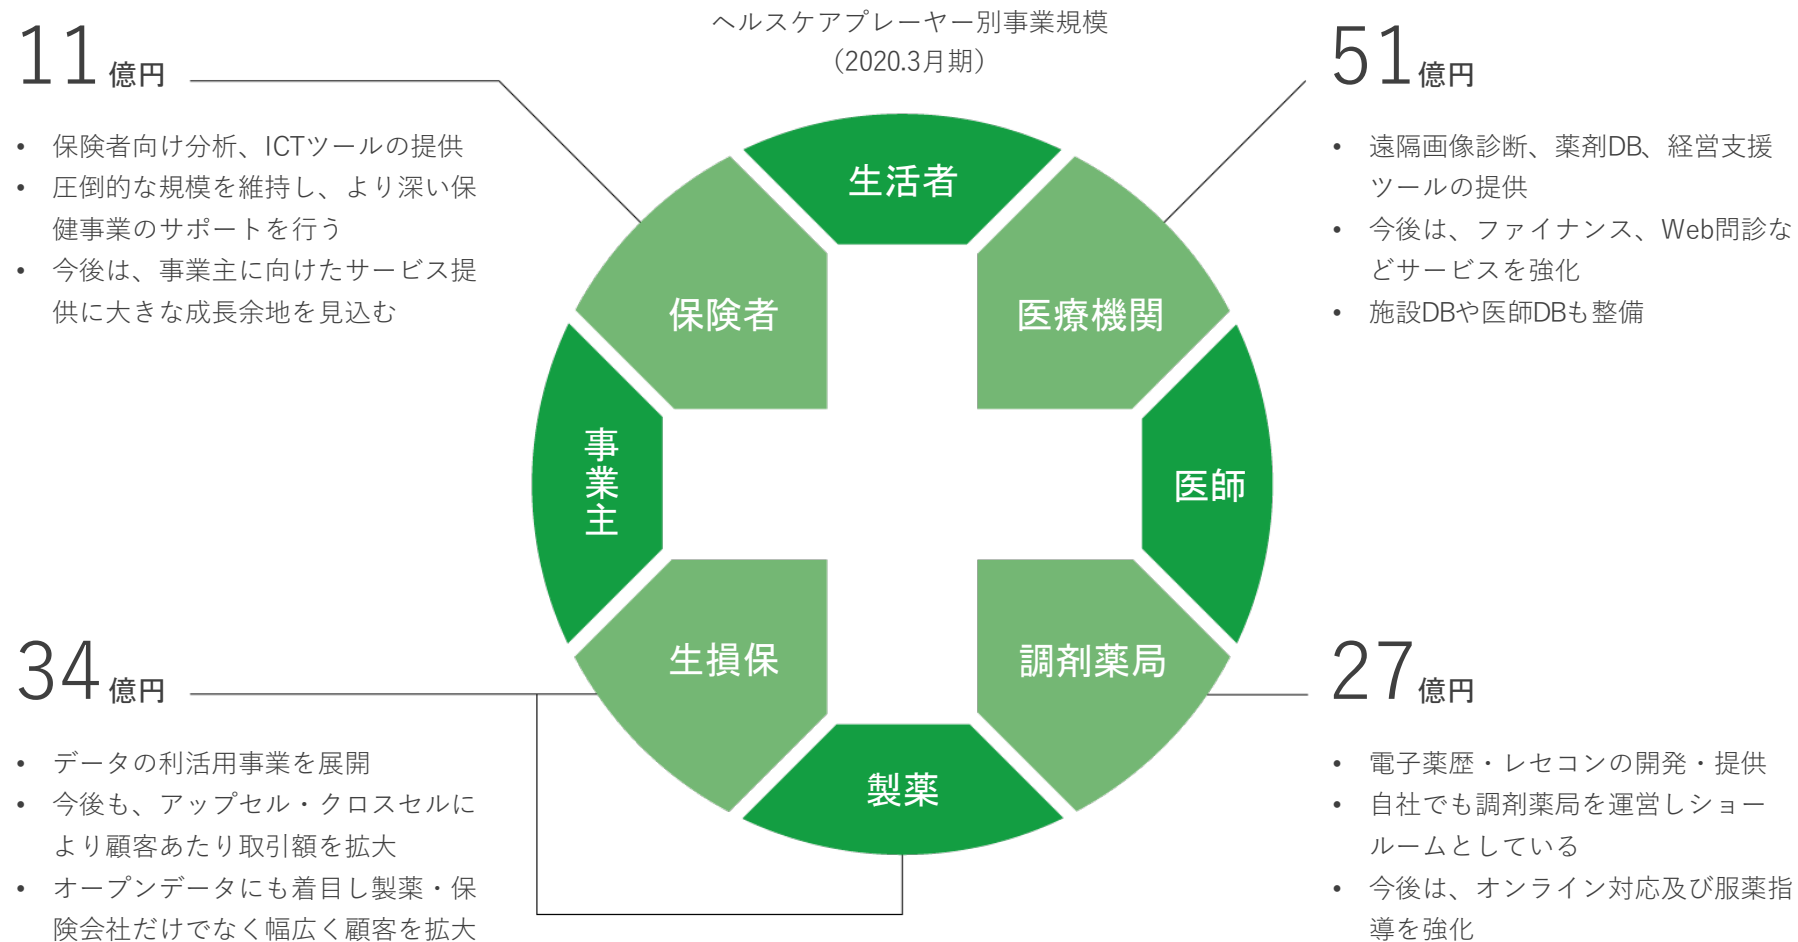 ヘルスケアプレーヤー別事業規模
（2020.3月期）
11億円
• 保険者向け分析、ICTツールの提供
• 圧倒的な規模を維持し、より深い保
健事業のサポートを行う
• 今後は、事業主に向けたサービス提
供に大きな成長余地を見込む
51億円
• 遠隔画像診断、薬剤DB、経営支援
ツールの提供
• 今後は、ファイナンス、Web問診な
どサービスを強化
• 施設DBや医師DBも整備
生活者
保険者
医療機関
事業主
医師
生損保
調剤薬局
製薬
34億円
• データの利活用事業を展開
• 今後も、アップセル・クロスセルに
より顧客あたり取引額を拡大
• オープンデータにも着目し製薬・保
険会社だけでなく幅広く顧客を拡大
27億円
• 電子薬歴・レセコンの開発・提供
• 自社でも調剤薬局を運営しショー
ルームとしている
• 今後は、オンライン対応及び服薬指
導を強化